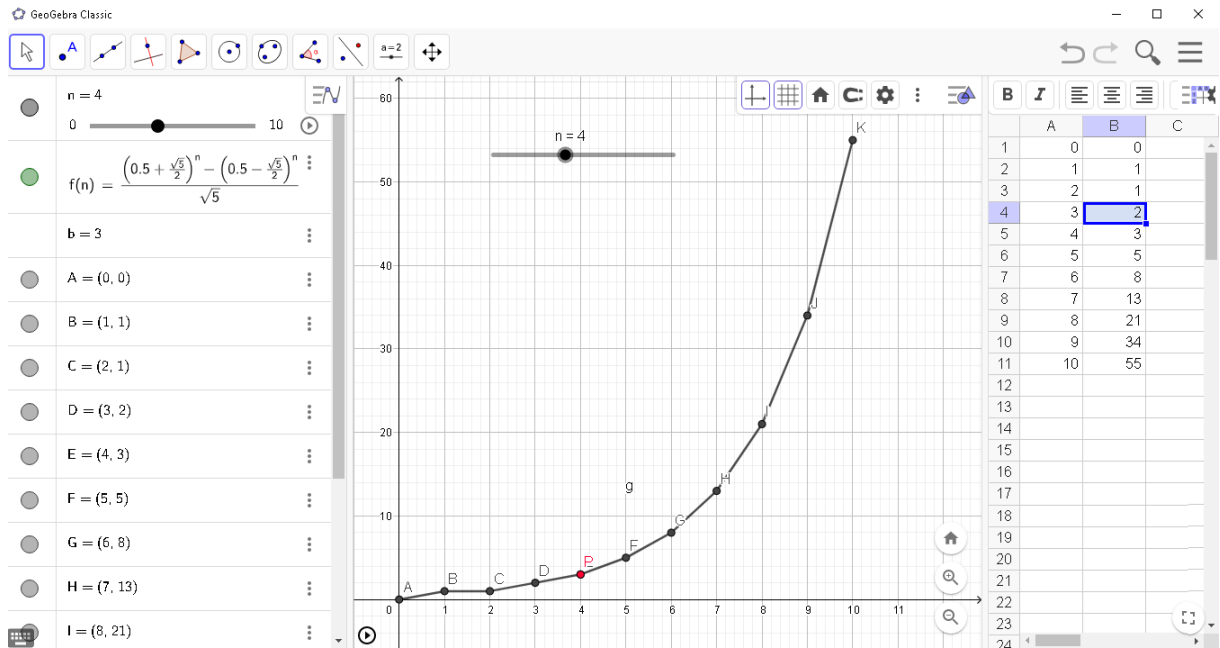 GeoGebra Classic
A
a=2
n = 4
0 10
f(n) = ((0.5 + √5/2)^n − (0.5 − √5/2)^n)/√5
b = 3
A = (0, 0)
B = (1, 1)
C = (2, 1)
D = (3, 2)
E = (4, 3)
F = (5, 5)
G = (6, 8)
H = (7, 13)
I = (8, 21)
n = 4
60
50
40
30
20
10
0 1 2 3 4 5 6 7 8 9 10 11
A B C D P F G H I J K
g
B I
A B C
1 0 0
2 1 1
3 2 1
4 3 2
5 4 3
6 5 5
7 6 8
8 7 13
9 8 21
10 9 34
11 10 55
12
13
14
15
16
17
18
19
20
21
22
23
24